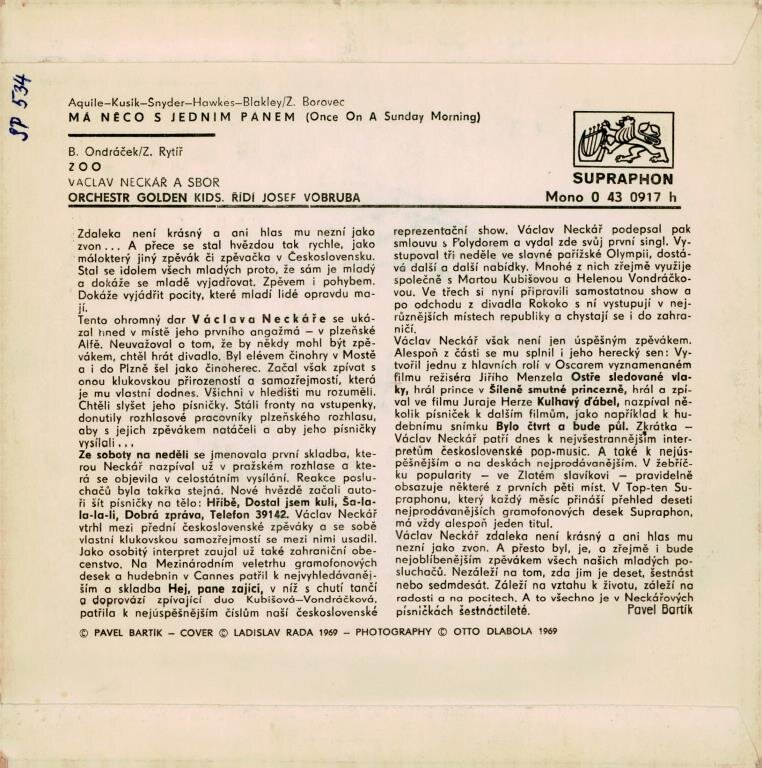 SP 534
Aquile–Kusik–Snyder–Hawkes–Blakley/Z. Borovec
MÁ NĚCO S JEDNÍM PÁNEM (Once On A Sunday Morning)
B. Ondráček/Z. Rytíř
ZOO
VÁCLAV NECKÁŘ A SBOR
ORCHESTR GOLDEN KIDS. ŘÍDÍ JOSEF VOBRUBA
SUPRAPHON
Mono 0 43 0917 h
Zdaleka není krásný a ani hlas mu nezní jako
zvon... A přece se stal hvězdou tak rychle, jako
málokterý jiný zpěvák či zpěvačka v Československu.
Stal se idolem všech mladých proto, že sám je mladý
a dokáže se mladě vyjadřovat. Zpěvem i pohybem.
Dokáže vyjádřit pocity, které mladí lidé opravdu ma-
jí.
Tento ohromný dar Václava Neckáře se uká-
zal hned v místě jeho prvního angažmá – v plzeňské
Alfě. Neuvažoval o tom, že by někdy mohl být zpě-
vákem, chtěl hrát divadlo. Byl elévem činohry v Mostě
a i do Plzně šel jako činoherec. Začal však zpívat s
onou klukovskou přirozeností a samozřejmostí, která
je mu vlastní dodnes. Všichni v hledišti mu rozuměli.
Chtěli slyšet jeho písničky. Stáli fronty na vstupenky,
donutily rozhlasové pracovníky plzeňského rozhlasu,
aby s jejich zpěvákem natáčeli a aby jeho písničky
vysílali...
Ze soboty na neděli se jmenovala první skladba, kte-
rou Neckář nazpíval už v pražském rozhlase a kte-
rá se objevila v celostátním vysílání. Reakce poslu-
chačů byla takřka stejná. Nové hvězdě začali auto-
ři šít písničky na tělo: Hříbě, Dostal jsem kuli, Ša-la-
la-la-li, Dobrá zpráva, Telefon 39142. Václav Neckář
vtrhl mezi přední československé zpěváky a se sobě
vlastní klukovskou samozřejmostí se mezi nimi usadil.
Jako osobitý interpret zaujal už také zahraniční obe-
censtvo. Na Mezinárodním veletrhu gramofonových
desek a hudebnin v Cannes patřil k nejvyhledávaněj-
ším a skladba Hej, pane zajíci, v níž s chutí tančí
a doprovází zpívající duo Kubišová–Vondráčková,
patřila k nejúspěšnějším číslům naší československé
reprezentační show. Václav Neckář podepsal pak
smlouvu s Polydorem a vydal zde svůj první singl. Vy-
stupoval tři neděle ve slavné pařížské Olympii, dostá-
vá další a další nabídky. Mnohé z nich zřejmě využije
společně s Martou Kubišovou a Helenou Vondráčko-
vou. Ve třech si nyní připravili samostatnou show a
po odchodu z divadla Rokoko s ní vystupují v nej-
různějších místech republiky a chystají se i do zahra-
ničí.
Václav Neckář však není jen úspěšným zpěvákem.
Alespoň z části se mu splnil i jeho herecký sen: Vy-
tvořil jednu z hlavních rolí v Oscarem vyznamenaném
filmu režiséra Jiřího Menzela Ostře sledované vla-
ky, hrál prince v Šíleně smutné princezně, hrál a zpí-
val ve filmu Juraje Herze Kulhavý ďábel, nazpíval ně-
kolik písniček k dalším filmům, jako například k hu-
debnímu snímku Bylo čtvrt a bude půl. Zkrátka –
Václav Neckář patří dnes k nejvšestrannějším inter-
pretům československé pop-music. A také k nejús-
pěšnějším a na deskách nejprodávanějším. V žebříč-
ku popularity – ve Zlatém slavíkovi – pravidelně
obsazuje některé z prvních pěti míst. V Top-ten Su-
praphonu, který každý měsíc přináší přehled deseti
nejprodávanějších gramofonových desek Supraphon,
má vždy alespoň jeden titul.
Václav Neckář zdaleka není krásný a ani hlas mu
nezní jako zvon. A přesto byl, je, a zřejmě i bude
nejoblíbenějším zpěvákem všech našich mladých po-
sluchačů. Nezáleží na tom, zda jim je deset, šestnáct
nebo sedmdesát. Záleží na vztahu k životu, záleží na
radosti a na pocitech. A to všechno je v Neckářových
písničkách šestnáctileté. Pavel Bartík
© PAVEL BARTÍK – COVER © LADISLAV RADA 1969 – PHOTOGRAPHY © OTTO DLABOLA 1969